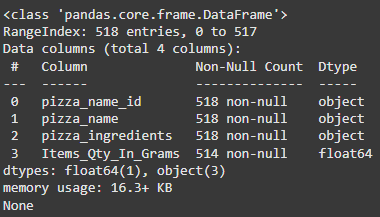 <class 'pandas.core.frame.DataFrame'>
RangeIndex: 518 entries, 0 to 517
Data columns (total 4 columns):
 #   Column             Non-Null Count  Dtype
---  ------             --------------  -----
 0   pizza_name_id      518 non-null    object
 1   pizza_name         518 non-null    object
 2   pizza_ingredients  518 non-null    object
 3   Items_Qty_In_Grams 514 non-null    float64
dtypes: float64(1), object(3)
memory usage: 16.3+ KB
None